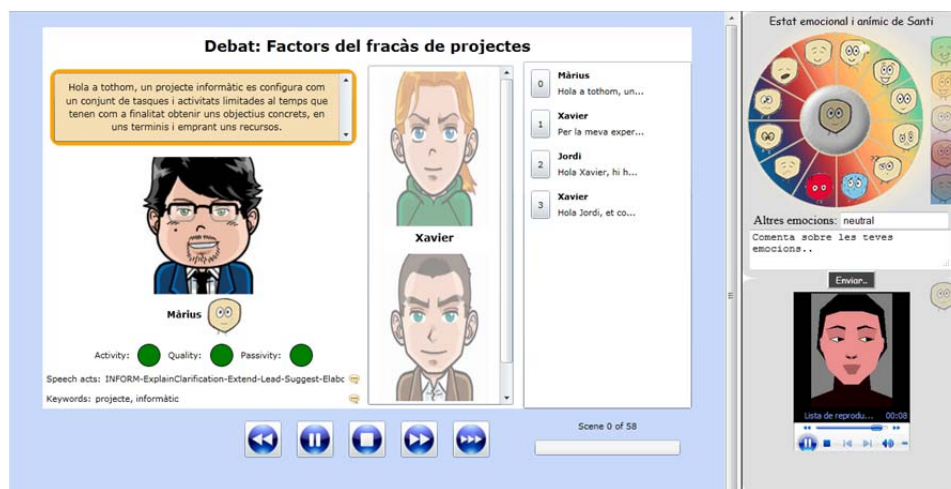 Debat: Factors del fracàs de projectes
Hola a tothom, un projecte informàtic es configura com
un conjunt de tasques i activitats limitades al temps que
tenen com a finalitat obtenir uns objectius concrets, en
uns terminis i emprant uns recursos.
Màrius
Activity:
Quality:
Passivity:
Speech acts: INFORM-ExplainClarification-Extend-Lead-Suggest-Elabc
Keywords: projecte, informàtic
Xavier
0
Màrius
Hola a tothom, un...
1
Xavier
Per la meva exper...
2
Jordi
Hola Xavier, hi h...
3
Xavier
Hola Jordi, et co...
Scene 0 of 58
Estat emocional i anímic de Santi
Altres emocions: neutral
Comenta sobre les teves
emocions..
Enviar..
Lista de reprodu... 00:08